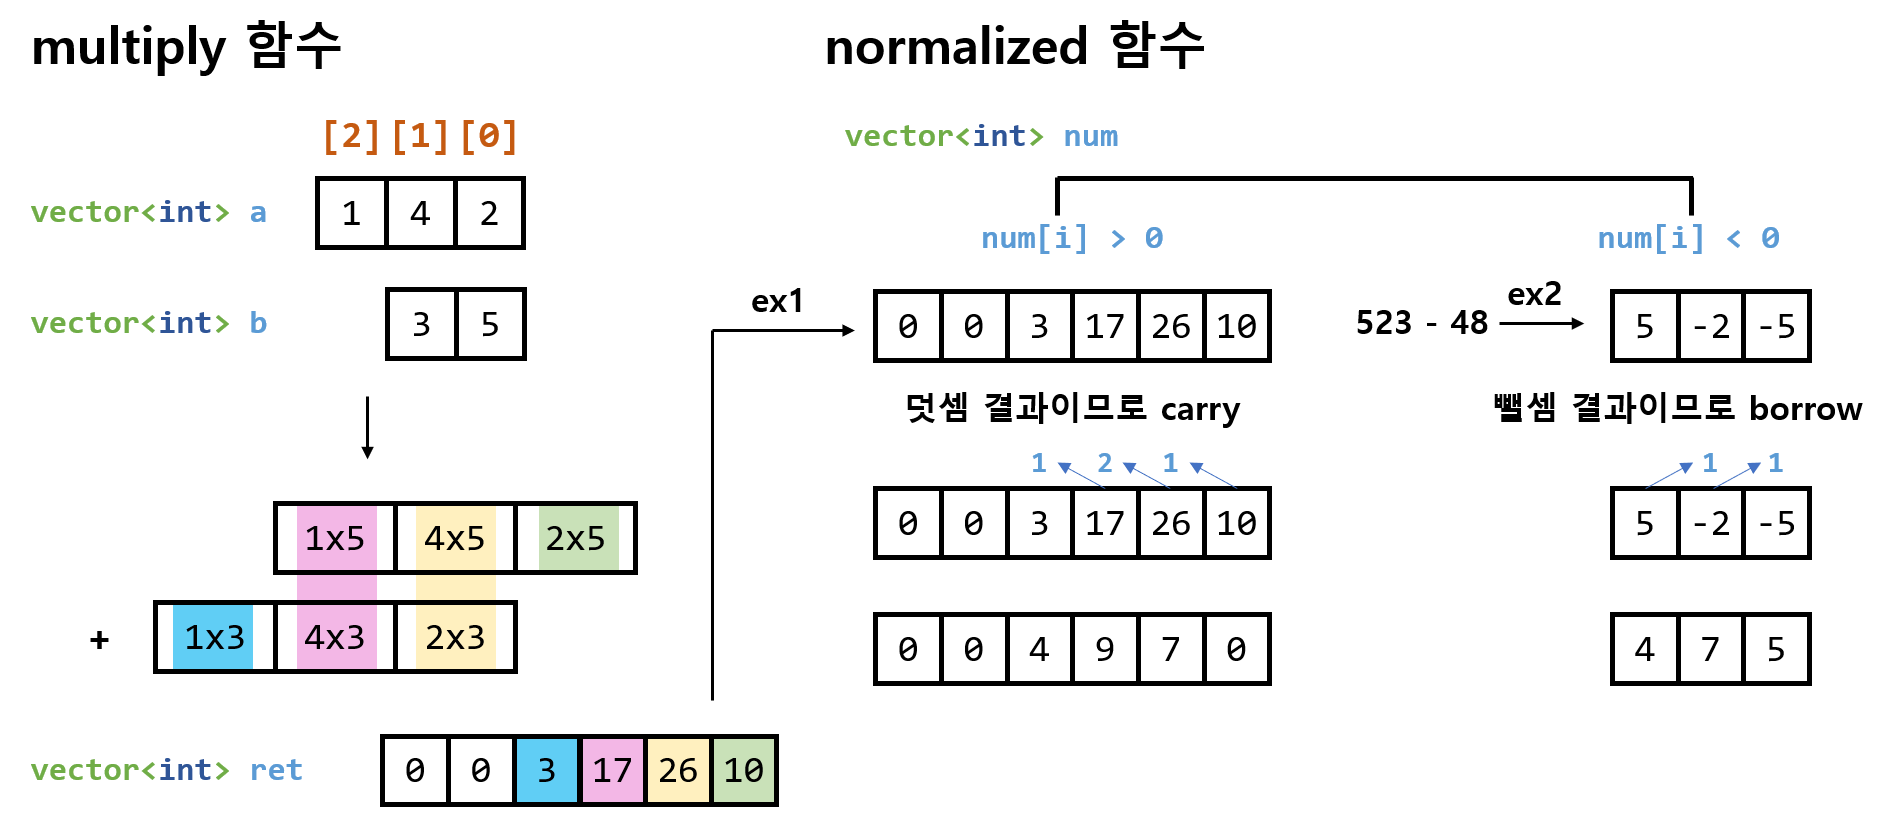 multiply 함수
[2] [1] [0]
vector<int> a
1 4 2
vector<int> b
3 5
1x5 4x5 2x5
+ 1x3 4x3 2x3
vector<int> ret
0 0 3 17 26 10
normalized 함수
vector<int> num
num[i] > 0
ex1
0 0 3 17 26 10
덧셈 결과이므로 carry
1 2 1
0 0 3 17 26 10
0 0 4 9 7 0
num[i] < 0
523 - 48 ex2
5 -2 -5
뺄셈 결과이므로 borrow
1 1
5 -2 -5
4 7 5